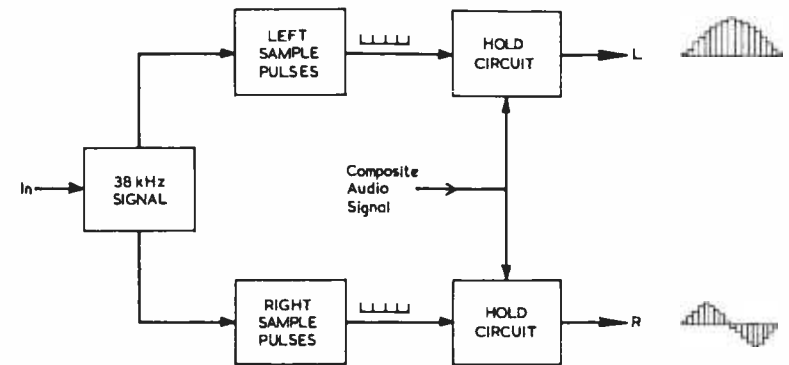 LEFT
SAMPLE
PULSES
HOLD
CIRCUIT
L
In
38 kHz
SIGNAL
Composite
Audio
Signal
RIGHT
SAMPLE
PULSES
HOLD
CIRCUIT
R